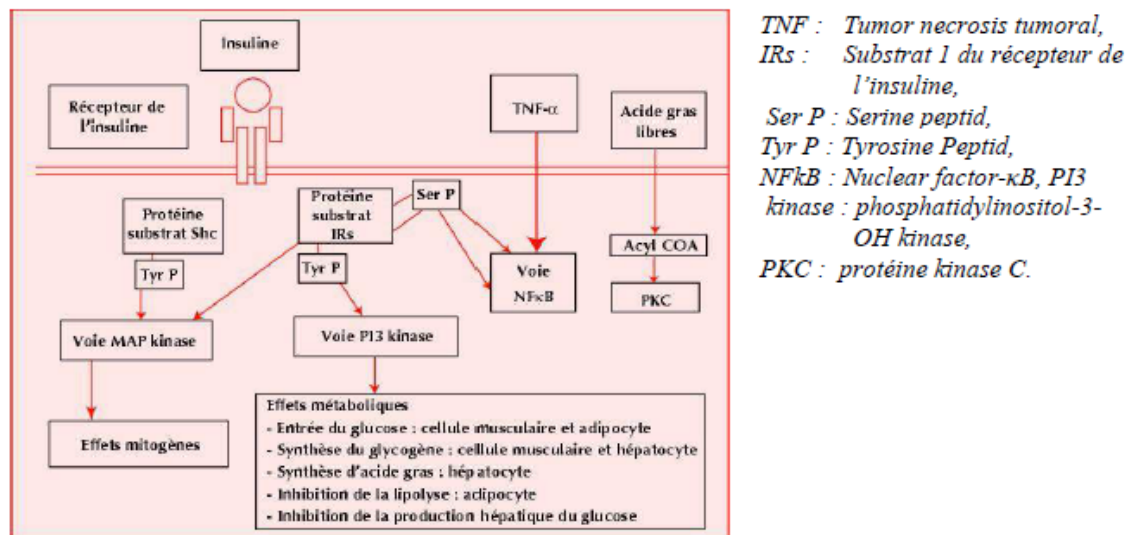 Insuline
Récepteur de
l'insuline
TNF-α
Acide gras
libres
Protéine
substrat Shc
Tyr P
Protéine
substrat
IRs
Ser P
Tyr P
Voie
NFκB
Acyl COA
PKC
Voie MAP kinase
Voie PI3 kinase
Effets mitogènes
Effets métaboliques
- Entrée du glucose : cellule musculaire et adipocyte
- Synthèse du glycogène : cellule musculaire et hépatocyte
- Synthèse d'acide gras : hépatocyte
- Inhibition de la lipolyse : adipocyte
- Inhibition de la production hépatique du glucose
TNF : Tumor necrosis tumoral,
IRs : Substrat 1 du récepteur de
l'insuline,
Ser P : Serine peptid,
Tyr P : Tyrosine Peptid,
NFkB : Nuclear factor-κB, PI3
kinase : phosphatidylinositol-3-
OH kinase,
PKC : protéine kinase C.